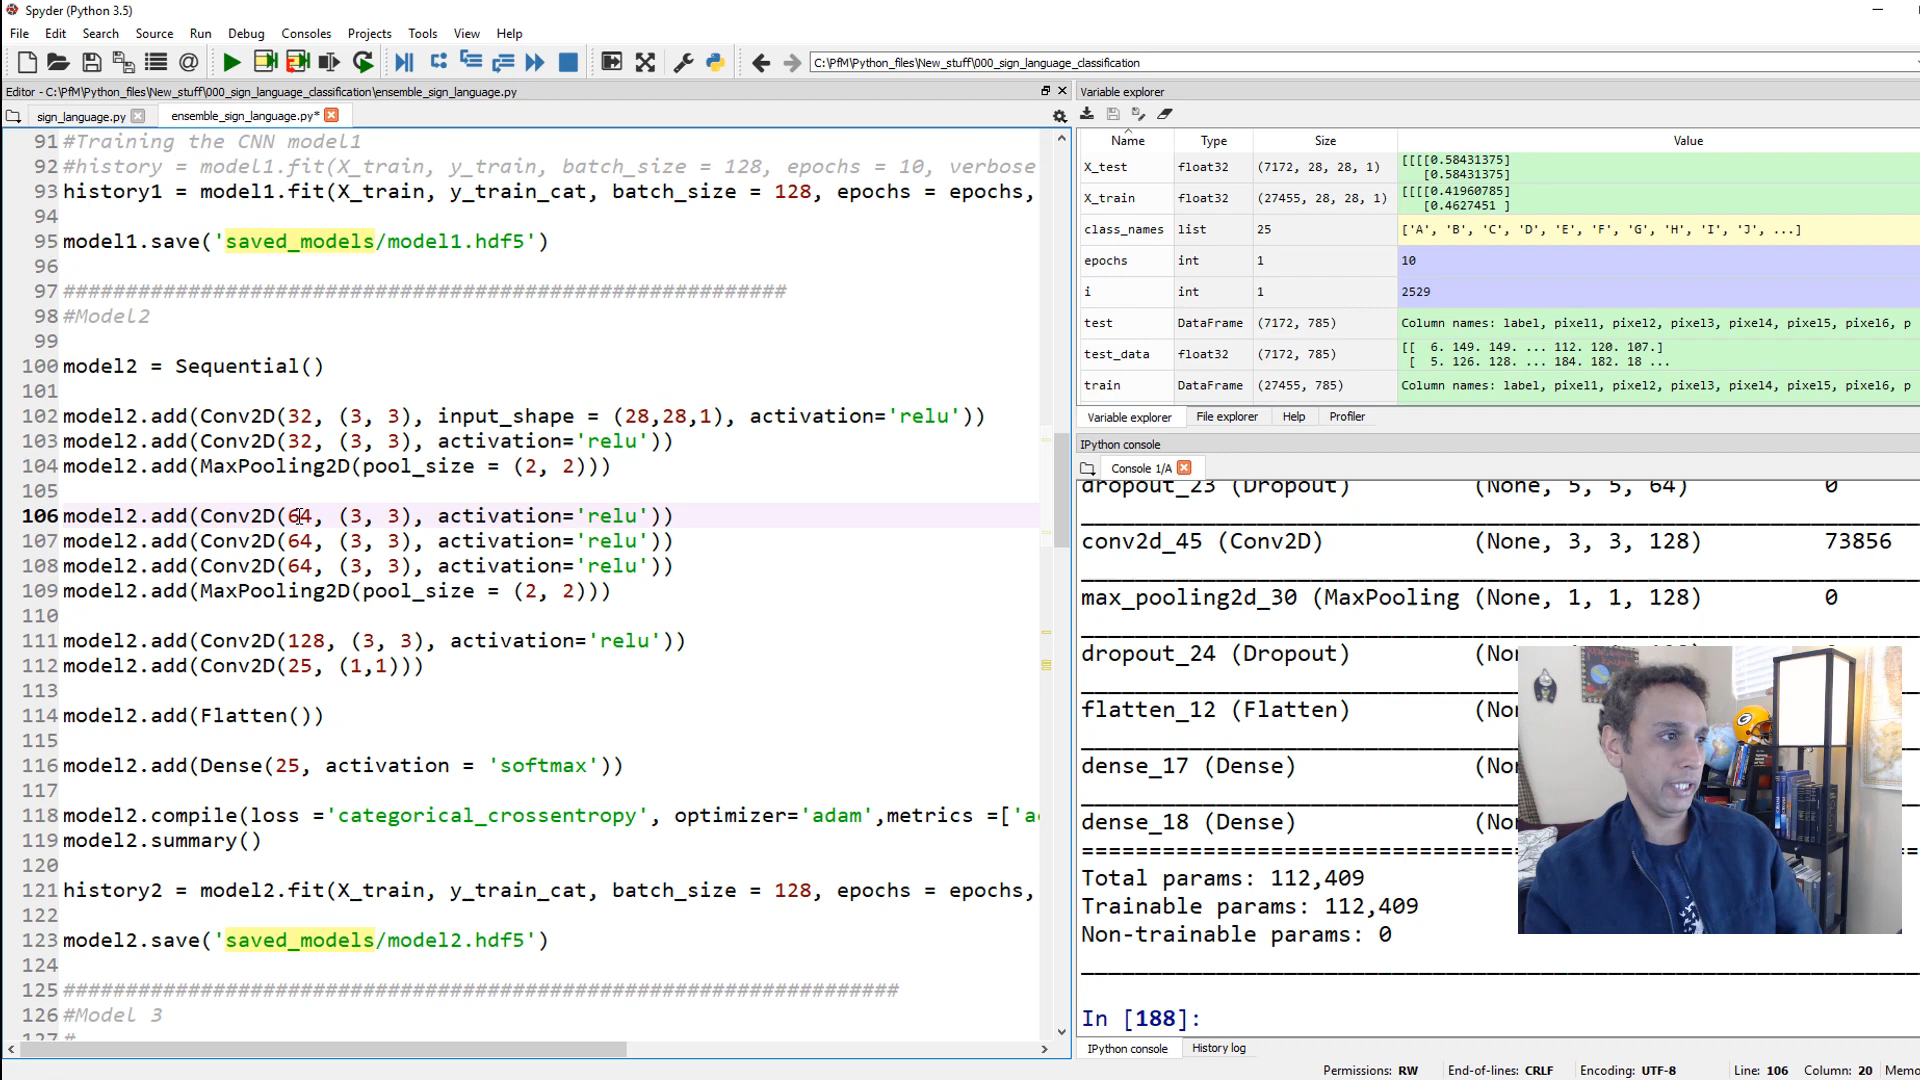 Spyder (Python 3.5)
File Edit Search Source Run Debug Consoles Projects Tools View Help
C:\PfM\Python_files\New_stuff\000_sign_language_classification
Editor - C:\PfM\Python_files\New_stuff\000_sign_language_classification\ensemble_sign_language.py
sign_language.py ensemble_sign_language.py*
91 #Training the CNN model1
92 #history = model1.fit(X_train, y_train, batch_size = 128, epochs = 10, verbose
93 history1 = model1.fit(X_train, y_train_cat, batch_size = 128, epochs = epochs,
94
95 model1.save('saved_models/model1.hdf5')
96
97 ##########################################################
98 #Model2
99
100 model2 = Sequential()
101
102 model2.add(Conv2D(32, (3, 3), input_shape = (28,28,1), activation='relu'))
103 model2.add(Conv2D(32, (3, 3), activation='relu'))
104 model2.add(MaxPooling2D(pool_size = (2, 2)))
105
106 model2.add(Conv2D(64, (3, 3), activation='relu'))
107 model2.add(Conv2D(64, (3, 3), activation='relu'))
108 model2.add(Conv2D(64, (3, 3), activation='relu'))
109 model2.add(MaxPooling2D(pool_size = (2, 2)))
110
111 model2.add(Conv2D(128, (3, 3), activation='relu'))
112 model2.add(Conv2D(25, (1,1)))
113
114 model2.add(Flatten())
115
116 model2.add(Dense(25, activation = 'softmax'))
117
118 model2.compile(loss ='categorical_crossentropy', optimizer='adam',metrics =['a
119 model2.summary()
120
121 history2 = model2.fit(X_train, y_train_cat, batch_size = 128, epochs = epochs,
122
123 model2.save('saved_models/model2.hdf5')
124
125 ###################################################################
126 #Model 3
127 #
Variable explorer
Name Type Size Value
X_test float32 (7172, 28, 28, 1) [[[[0.58431375]
[0.58431375]
X_train float32 (27455, 28, 28, 1) [[[[0.41960785]
[0.4627451 ]
class_names list 25 ['A', 'B', 'C', 'D', 'E', 'F', 'G', 'H', 'I', 'J', ...]
epochs int 1 10
i int 1 2529
test DataFrame (7172, 785) Column names: label, pixel1, pixel2, pixel3, pixel4, pixel5, pixel6, p
test_data float32 (7172, 785) [[ 6. 149. 149. ... 112. 120. 107.]
[ 5. 126. 128. ... 184. 182. 18 ...
train DataFrame (27455, 785) Column names: label, pixel1, pixel2, pixel3, pixel4, pixel5, pixel6, p
Variable explorer File explorer Help Profiler
IPython console
Console 1/A
dropout_23 (Dropout) (None, 5, 5, 64) 0
conv2d_45 (Conv2D) (None, 3, 3, 128) 73856
max_pooling2d_30 (MaxPooling (None, 1, 1, 128) 0
dropout_24 (Dropout) (No
flatten_12 (Flatten) (No
dense_17 (Dense) (No
dense_18 (Dense) (No
Total params: 112,409
Trainable params: 112,409
Non-trainable params: 0
In [188]:
IPython console History log
Permissions: RW End-of-lines: CRLF Encoding: UTF-8 Line: 106 Column: 20 Memo